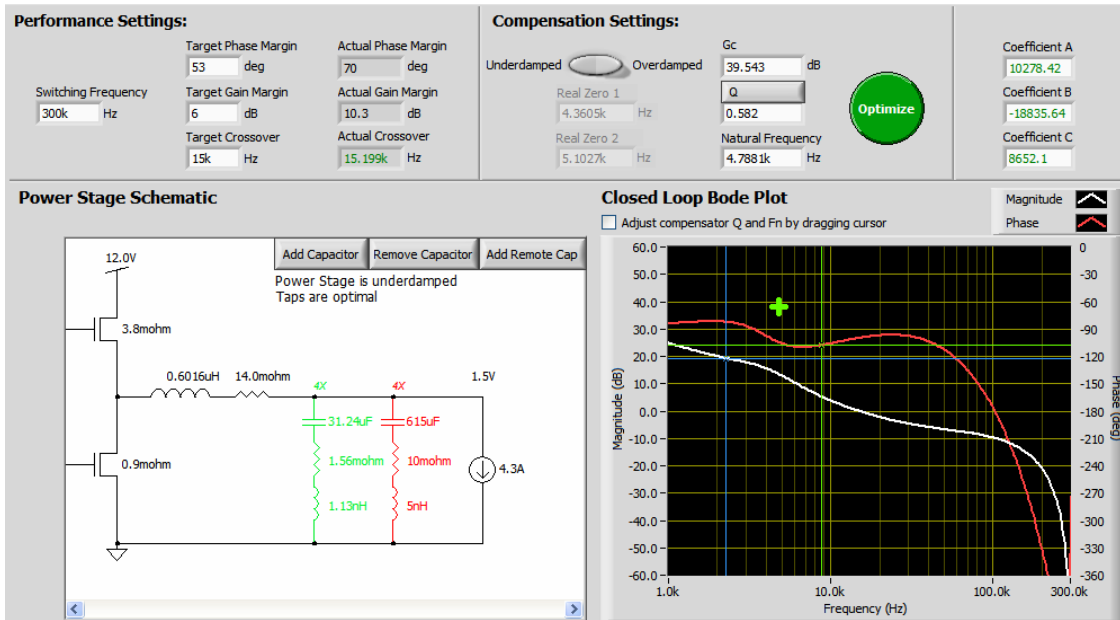 Performance Settings:
Target Phase Margin
53 deg
Actual Phase Margin
70 deg
Switching Frequency
300k Hz
Target Gain Margin
6 dB
Actual Gain Margin
10.3 dB
Target Crossover
15k Hz
Actual Crossover
15.199k Hz
Compensation Settings:
Underdamped Overdamped
Gc
39.543 dB
Real Zero 1
4.3605k Hz
Q
0.582
Real Zero 2
5.1027k Hz
Natural Frequency
4.7881k Hz
Optimize
Coefficient A
10278.42
Coefficient B
-18835.64
Coefficient C
8652.1
Power Stage Schematic
Add Capacitor Remove Capacitor Add Remote Cap
Power Stage is underdamped
Taps are optimal
12.0V
3.8mohm
0.6016uH 14.0mohm
4X 4X
1.5V
31.24uF 615uF
1.56mohm 10mohm
4.3A
0.9mohm
1.13nH 5nH
Closed Loop Bode Plot
Magnitude
Phase
Adjust compensator Q and Fn by dragging cursor
Magnitude (dB)
60.0
50.0
40.0
30.0
20.0
10.0
0.0
-10.0
-20.0
-30.0
-40.0
-50.0
-60.0
Phase (deg)
0
-30
-60
-90
-120
-150
-180
-210
-240
-270
-300
-330
-360
1.0k 10.0k 100.0k 300.0k
Frequency (Hz)